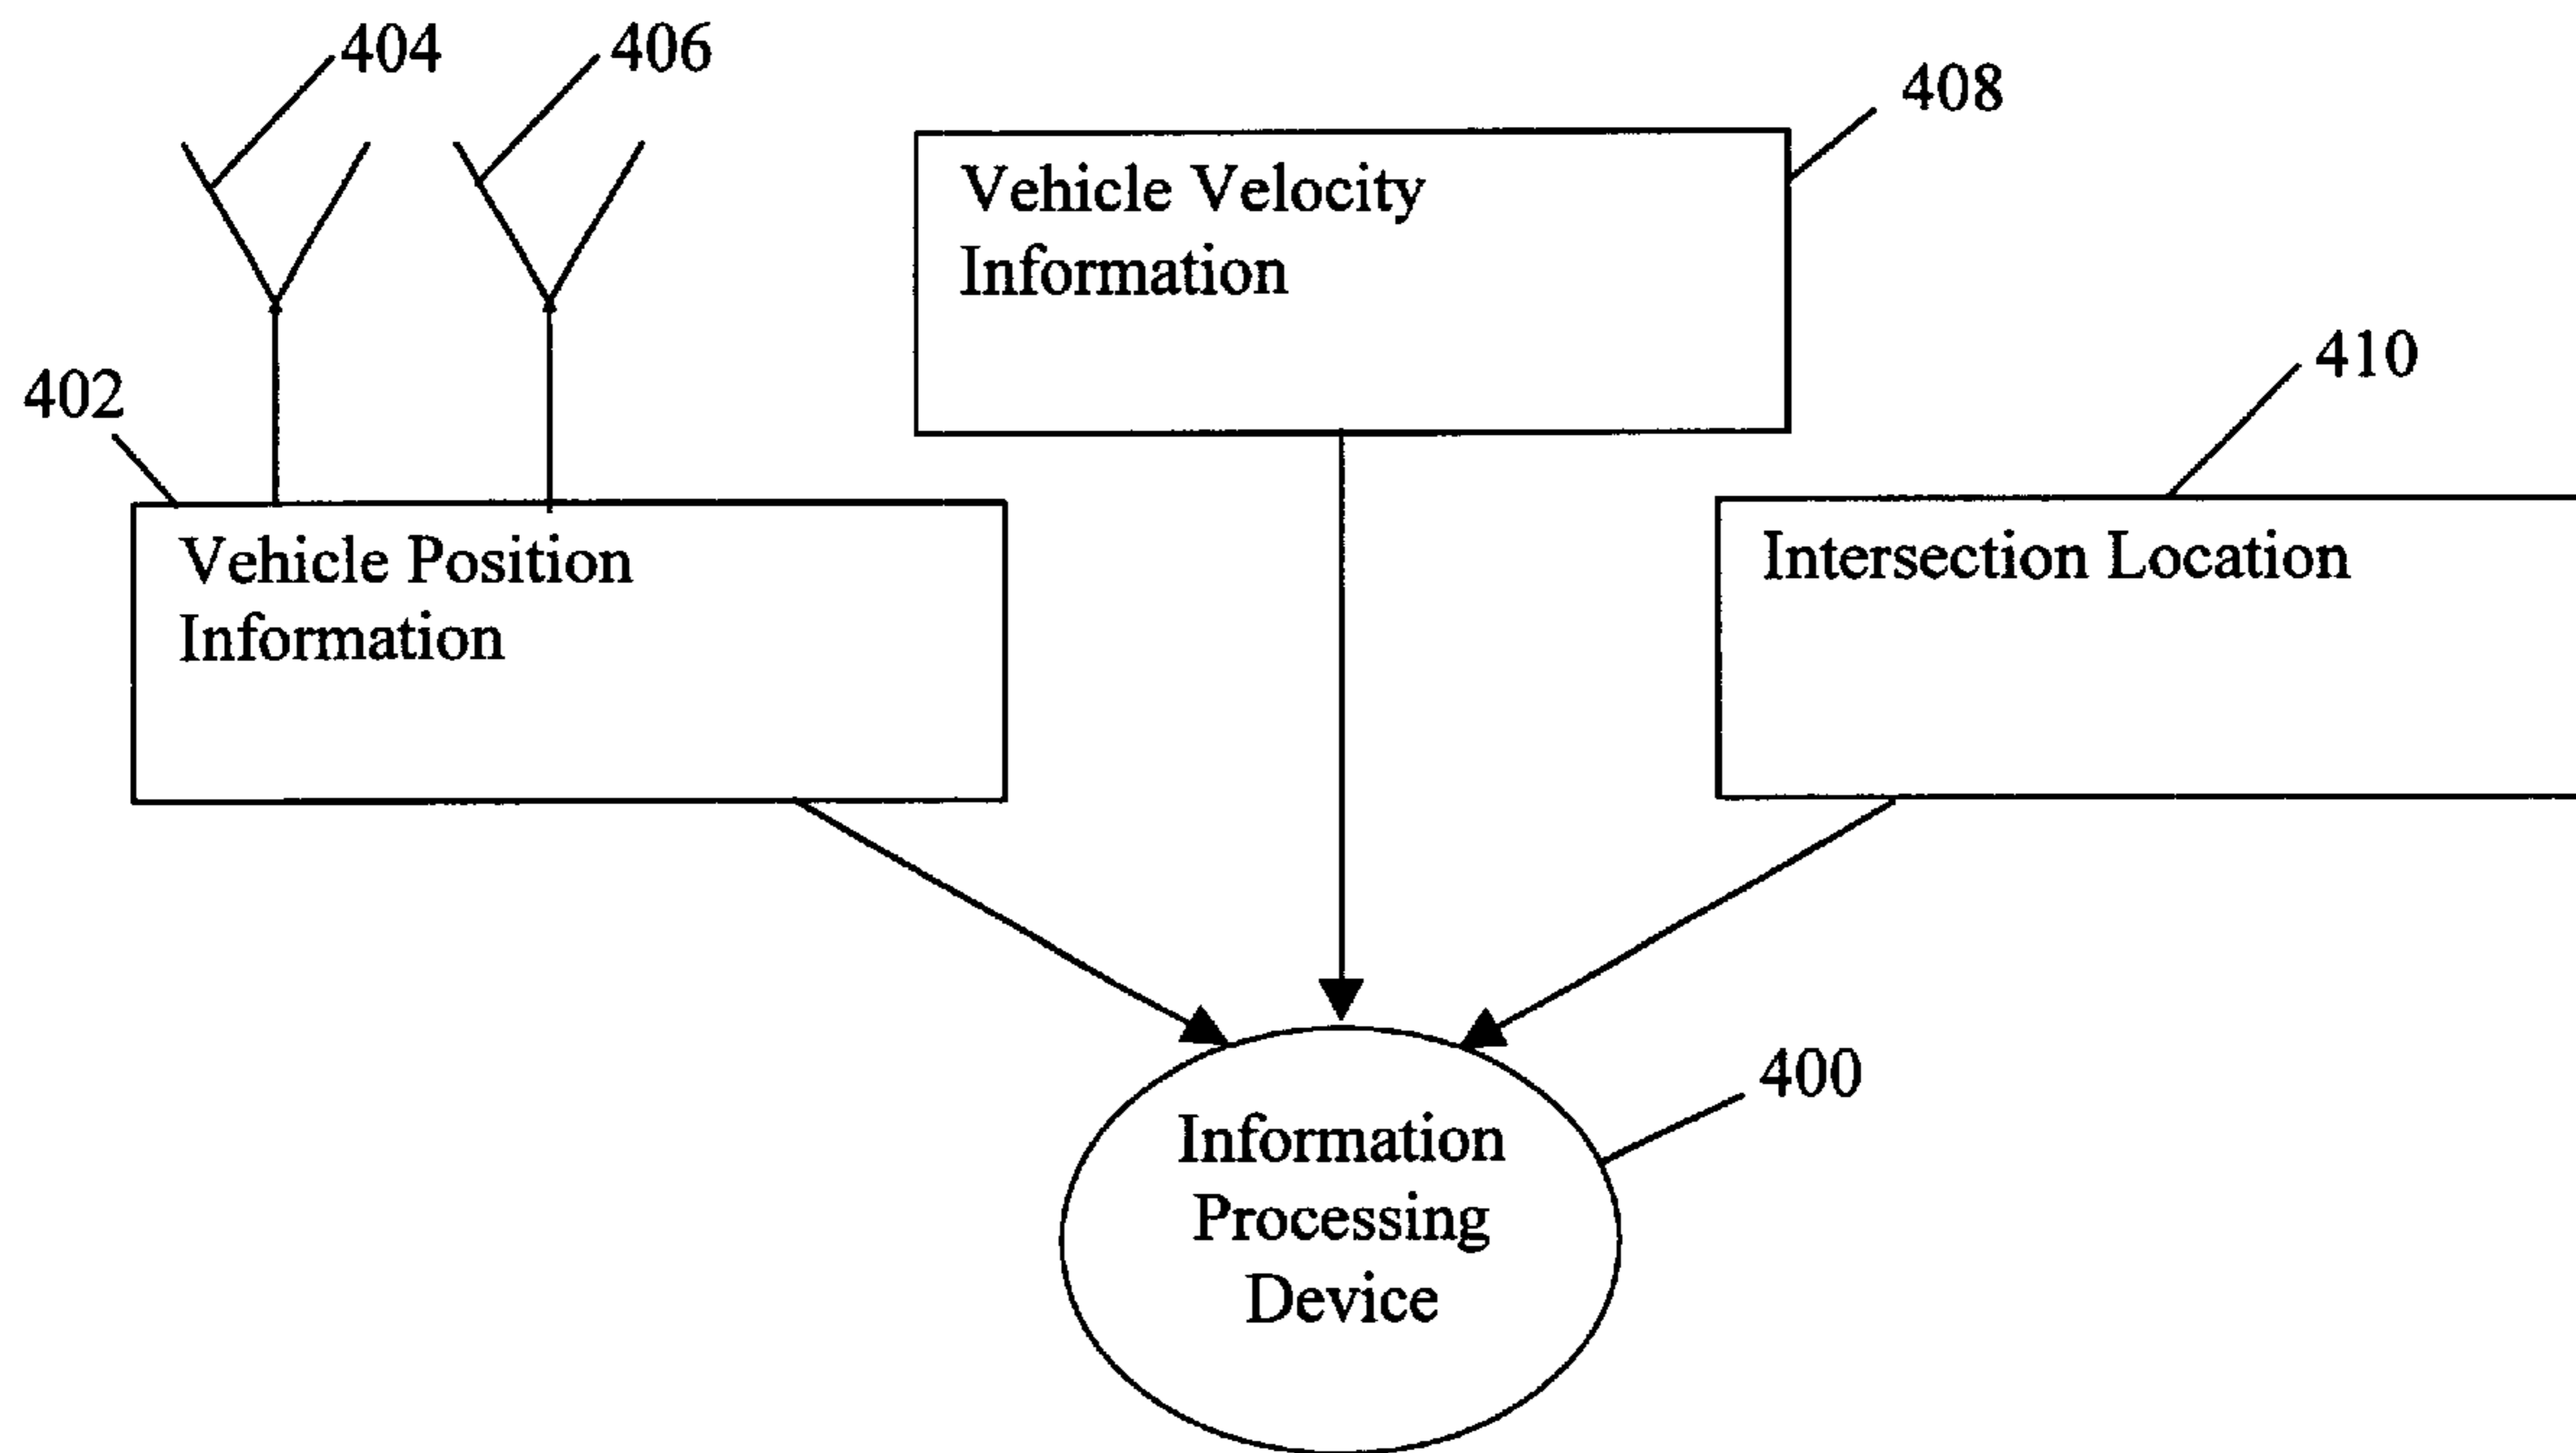 404
406
408
Vehicle Velocity
Information
410
402
Vehicle Position
Information
Intersection Location
400
Information
Processing
Device